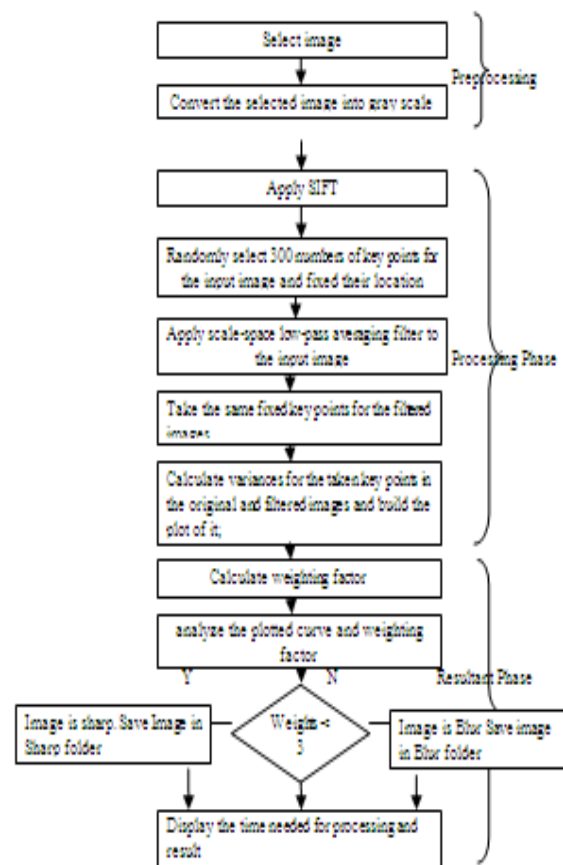 Select image
Preprocessing
Convert the selected image into gray scale
Apply SIFT
Randomly select 300 numbers of key points for
the input image and fixed their location
Apply scale-space low-pass averaging filter to
the input image
Processing Phase
Take the same fixed key points for the filtered
images
Calculate variances for the taken key points in
the original and filtered images and build the
plot of it;
Calculate weighting factor
analyze the plotted curve and weighting
factor
Y
N
Resultant Phase
Image is sharp. Save Image in
Sharp folder
Weights <
3
Image is Blur Save image
in Blur folder
Display the time needed for processing and
result